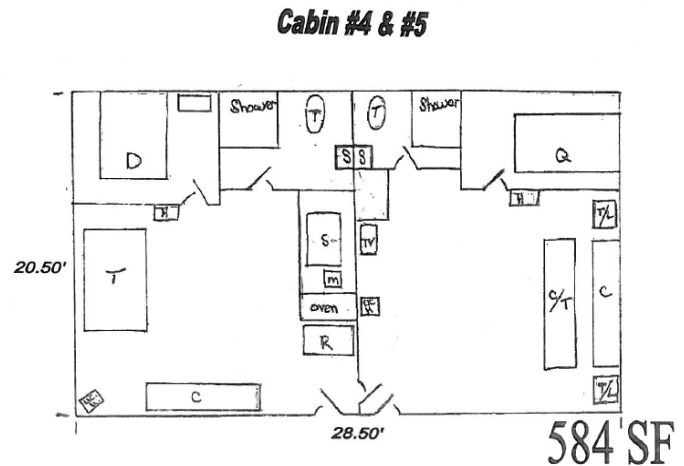 Cabin #4 & #5
Shower
T
T
Shower
D
S
S
Q
H
H
T/L
S
TV
T
C/T
C
20.50'
m
oven
R
C
T/L
28.50'
584 SF